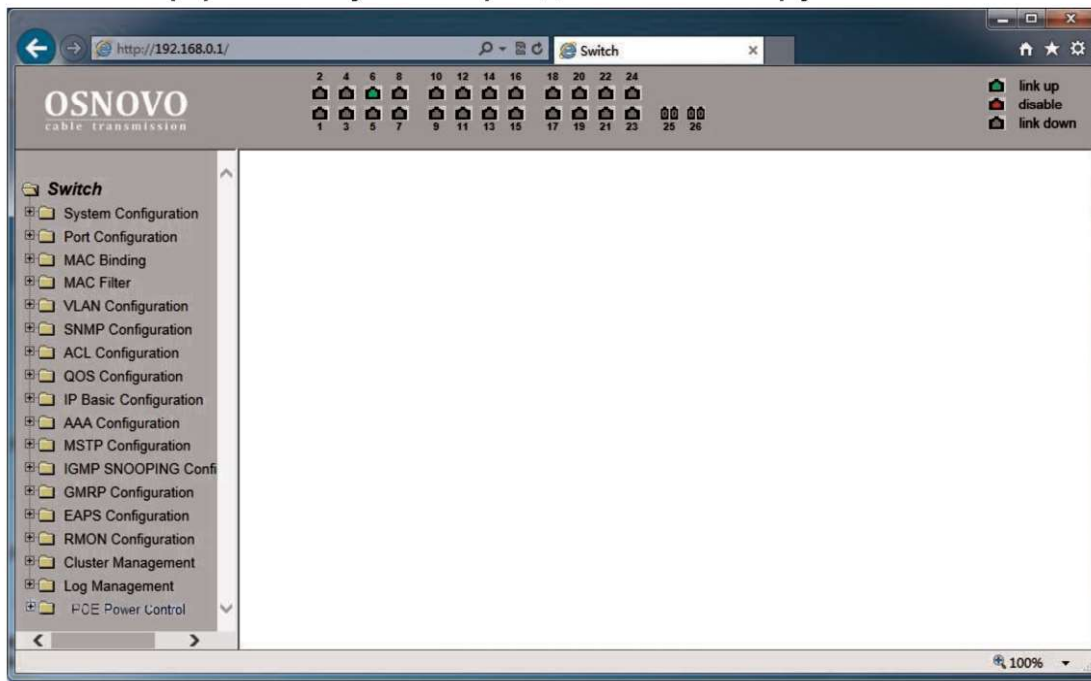 http://192.168.0.1/
Switch
OSNOVO
cable transmission
2 4 6 8 10 12 14 16 18 20 22 24
1 3 5 7 9 11 13 15 17 19 21 23 25 26
link up
disable
link down
Switch
System Configuration
Port Configuration
MAC Binding
MAC Filter
VLAN Configuration
SNMP Configuration
ACL Configuration
QOS Configuration
IP Basic Configuration
AAA Configuration
MSTP Configuration
IGMP SNOOPING Confi
GMRP Configuration
EAPS Configuration
RMON Configuration
Cluster Management
Log Management
POE Power Control
100%